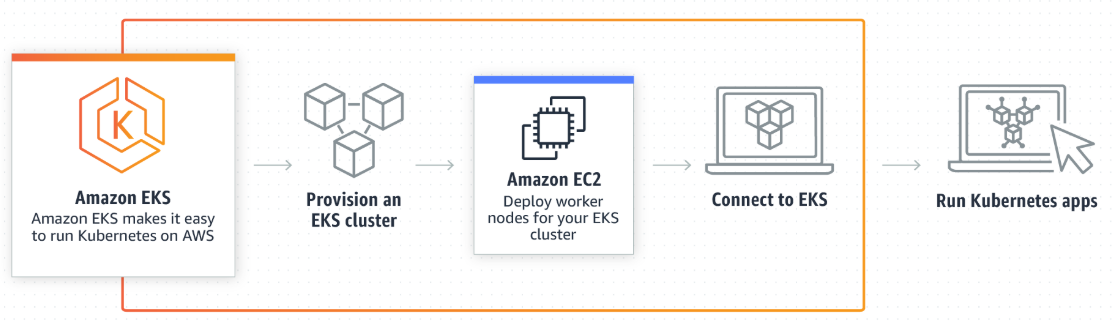 K
Amazon EKS
Amazon EKS makes it easy
to run Kubernetes on AWS
Provision an
EKS cluster
Amazon EC2
Deploy worker
nodes for your EKS
cluster
Connect to EKS
Run Kubernetes apps